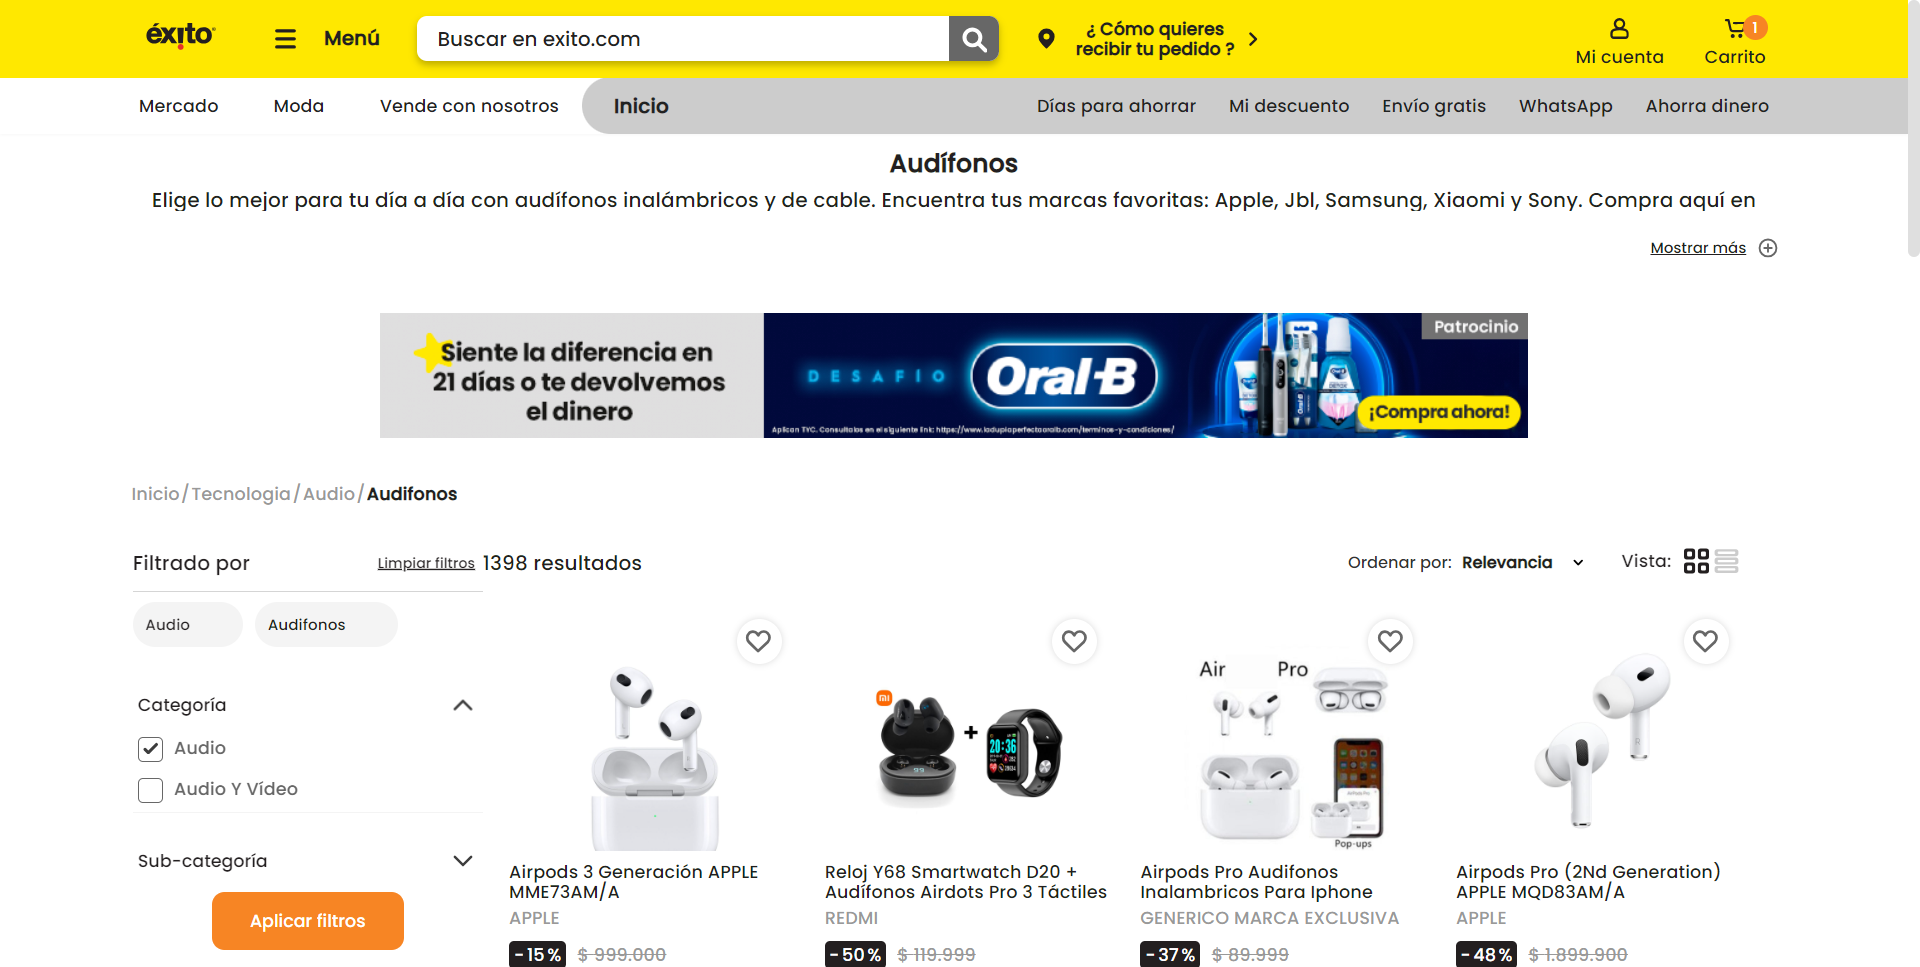 éxito
Menú
Buscar en exito.com
¿ Cómo quieres
recibir tu pedido ?
Mi cuenta
1
Carrito
Mercado
Moda
Vende con nosotros
Inicio
Días para ahorrar
Mi descuento
Envío gratis
WhatsApp
Ahorra dinero
Audífonos
Elige lo mejor para tu día a día con audífonos inalámbricos y de cable. Encuentra tus marcas favoritas: Apple, Jbl, Samsung, Xiaomi y Sony. Compra aquí en
Mostrar más
Siente la diferencia en
21 días o te devolvemos
el dinero
DESAFÍO
Oral-B
Patrocinio
¡Compra ahora!
Aplican TYC. Consultalos en el siguiente link: https://www.laduplaperfectaoralb.com/terminos-y-condiciones/
Inicio/Tecnologia/Audio/Audifonos
Filtrado por
Limpiar filtros
1398 resultados
Ordenar por: Relevancia
Vista:
Audio
Audifonos
Categoría
Audio
Audio Y Vídeo
Sub-categoría
Aplicar filtros
Airpods 3 Generación APPLE
MME73AM/A
APPLE
-15% $ 999.000
mi
20:36
Reloj Y68 Smartwatch D20 +
Audífonos Airdots Pro 3 Táctiles
REDMI
-50% $ 119.999
Air
Pro
Pop-ups
Airpods Pro Audifonos
Inalambricos Para Iphone
GENERICO MARCA EXCLUSIVA
-37% $ 89.999
Airpods Pro (2Nd Generation)
APPLE MQD83AM/A
APPLE
-48% $ 1.899.900